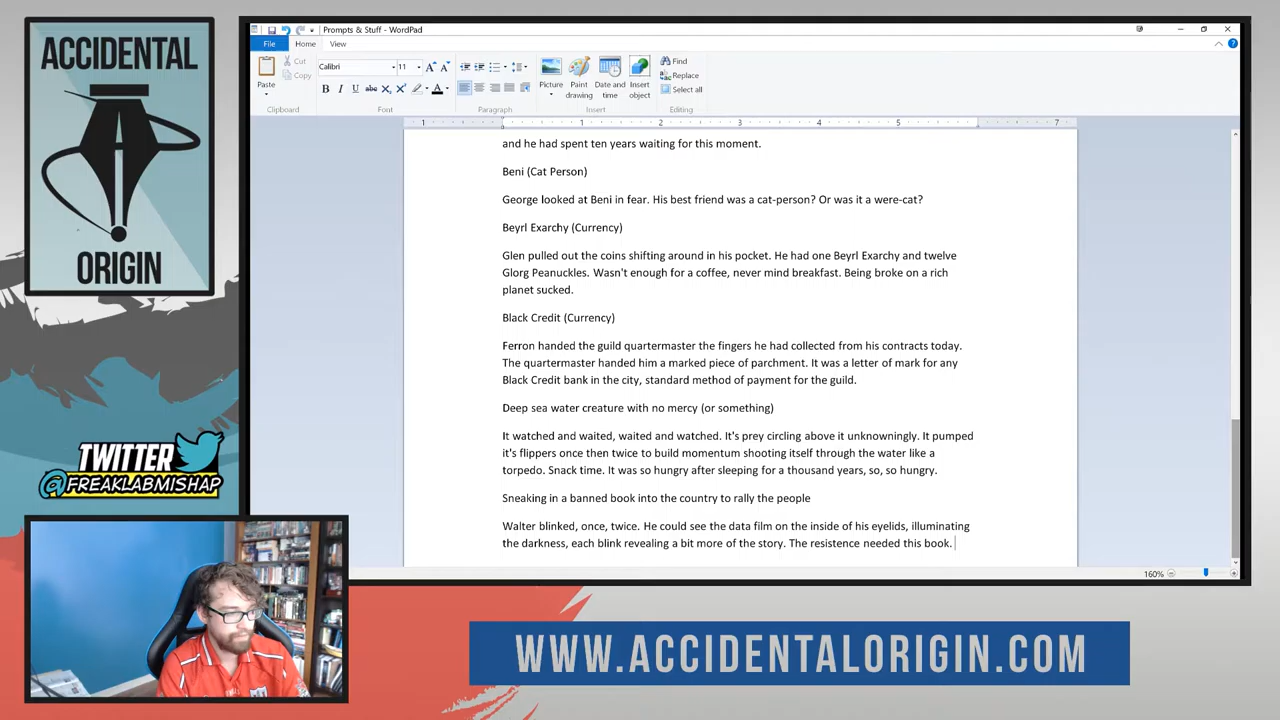 ACCIDENTAL
ORIGIN
Prompts & Stuff - WordPad
File
Home
View
Paste
Cut
Copy
Clipboard
Calibri
11
Font
Paragraph
Picture
Paint
drawing
Date and
time
Insert
object
Insert
Find
Replace
Select all
Editing
1 1 2 3 4 5 7
and he had spent ten years waiting for this moment.
Beni (Cat Person)
George looked at Beni in fear. His best friend was a cat-person? Or was it a were-cat?
Beyrl Exarchy (Currency)
Glen pulled out the coins shifting around in his pocket. He had one Beyrl Exarchy and twelve
Glorg Peanuckles. Wasn't enough for a coffee, never mind breakfast. Being broke on a rich
planet sucked.
Black Credit (Currency)
Ferron handed the guild quartermaster the fingers he had collected from his contracts today.
The quartermaster handed him a marked piece of parchment. It was a letter of mark for any
Black Credit bank in the city, standard method of payment for the guild.
Deep sea water creature with no mercy (or something)
It watched and waited, waited and watched. It's prey circling above it unknowningly. It pumped
it's flippers once then twice to build momentum shooting itself through the water like a
torpedo. Snack time. It was so hungry after sleeping for a thousand years, so, so hungry.
Sneaking in a banned book into the country to rally the people
Walter blinked, once, twice. He could see the data film on the inside of his eyelids, illuminating
the darkness, each blink revealing a bit more of the story. The resistence needed this book.
160%
TWITTER
@FREAKLABMISHAP
WWW.ACCIDENTALORIGIN.COM